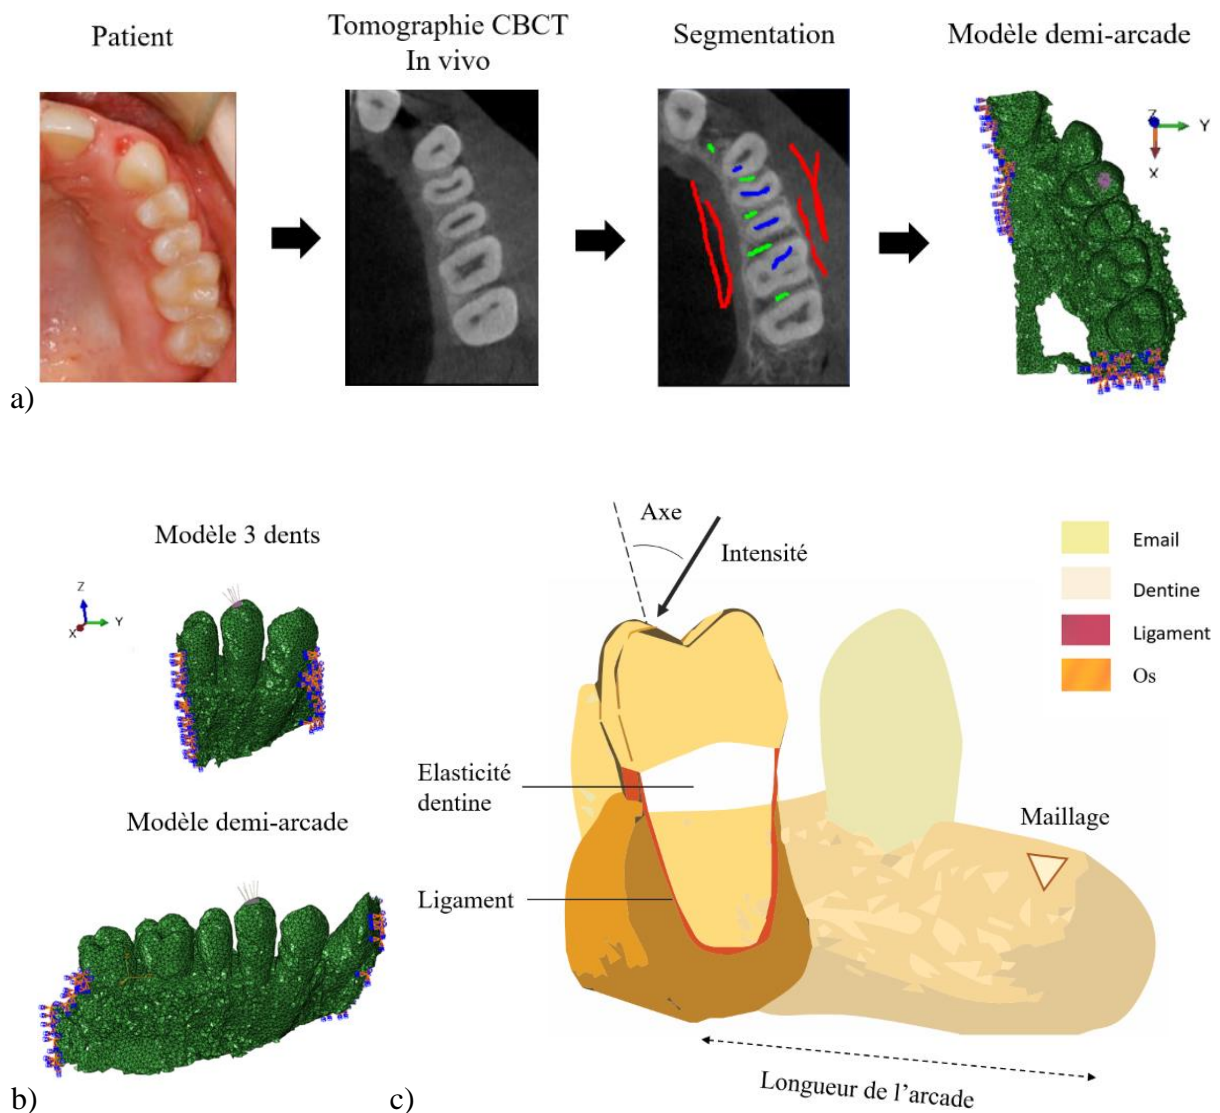 Patient
Tomographie CBCT
In vivo
Segmentation
Modèle demi-arcade
Z
Y
X
a)
Modèle 3 dents
Z
X
Y
Modèle demi-arcade
b)
Axe
Intensité
Elasticité
dentine
Ligament
Maillage
Longueur de l'arcade
Email
Dentine
Ligament
Os
c)